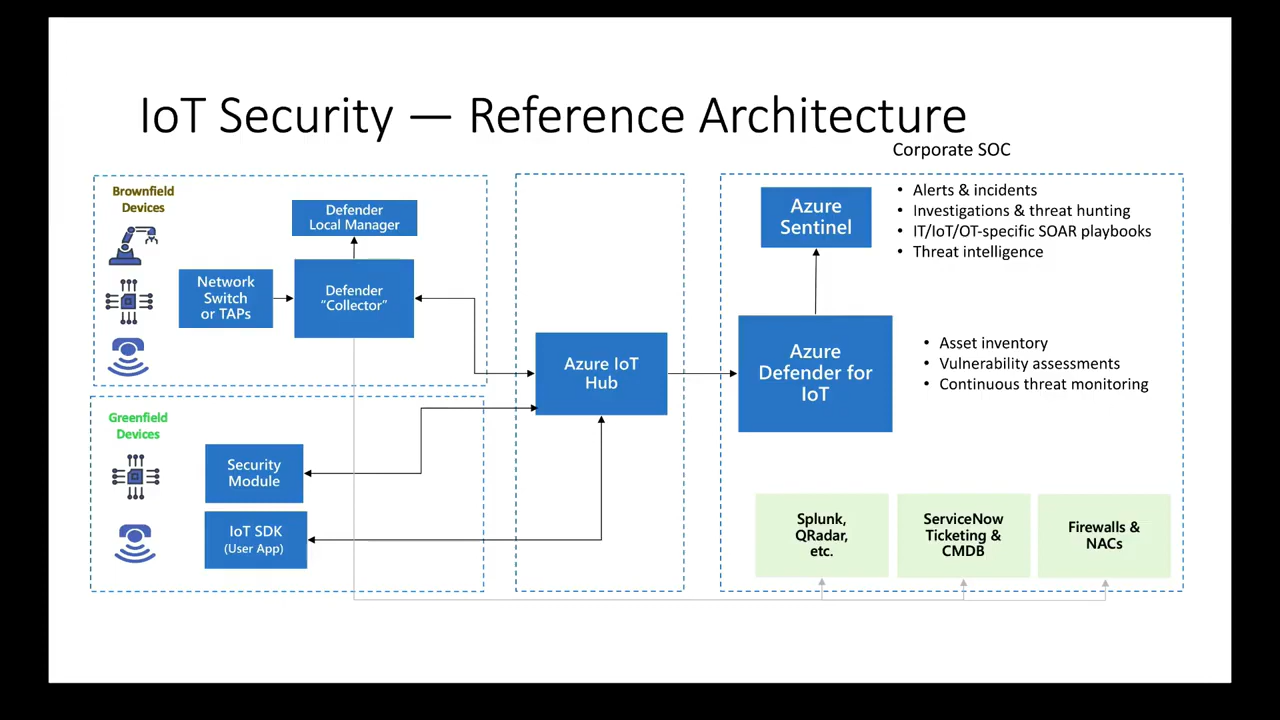 IoT Security — Reference Architecture
Corporate SOC
Brownfield
Devices
Defender
Local Manager
Network
Switch
or TAPs
Defender
“Collector”
Greenfield
Devices
Security
Module
IoT SDK
(User App)
Azure IoT
Hub
Azure
Sentinel
• Alerts & incidents
• Investigations & threat hunting
• IT/IoT/OT-specific SOAR playbooks
• Threat intelligence
Azure
Defender for
IoT
• Asset inventory
• Vulnerability assessments
• Continuous threat monitoring
Splunk,
QRadar,
etc.
ServiceNow
Ticketing &
CMDB
Firewalls &
NACs